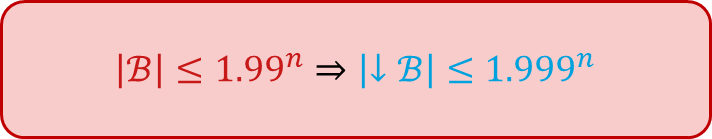 |ℬ| ≤ 1.99ⁿ ⇒ |↓ ℬ| ≤ 1.999ⁿ